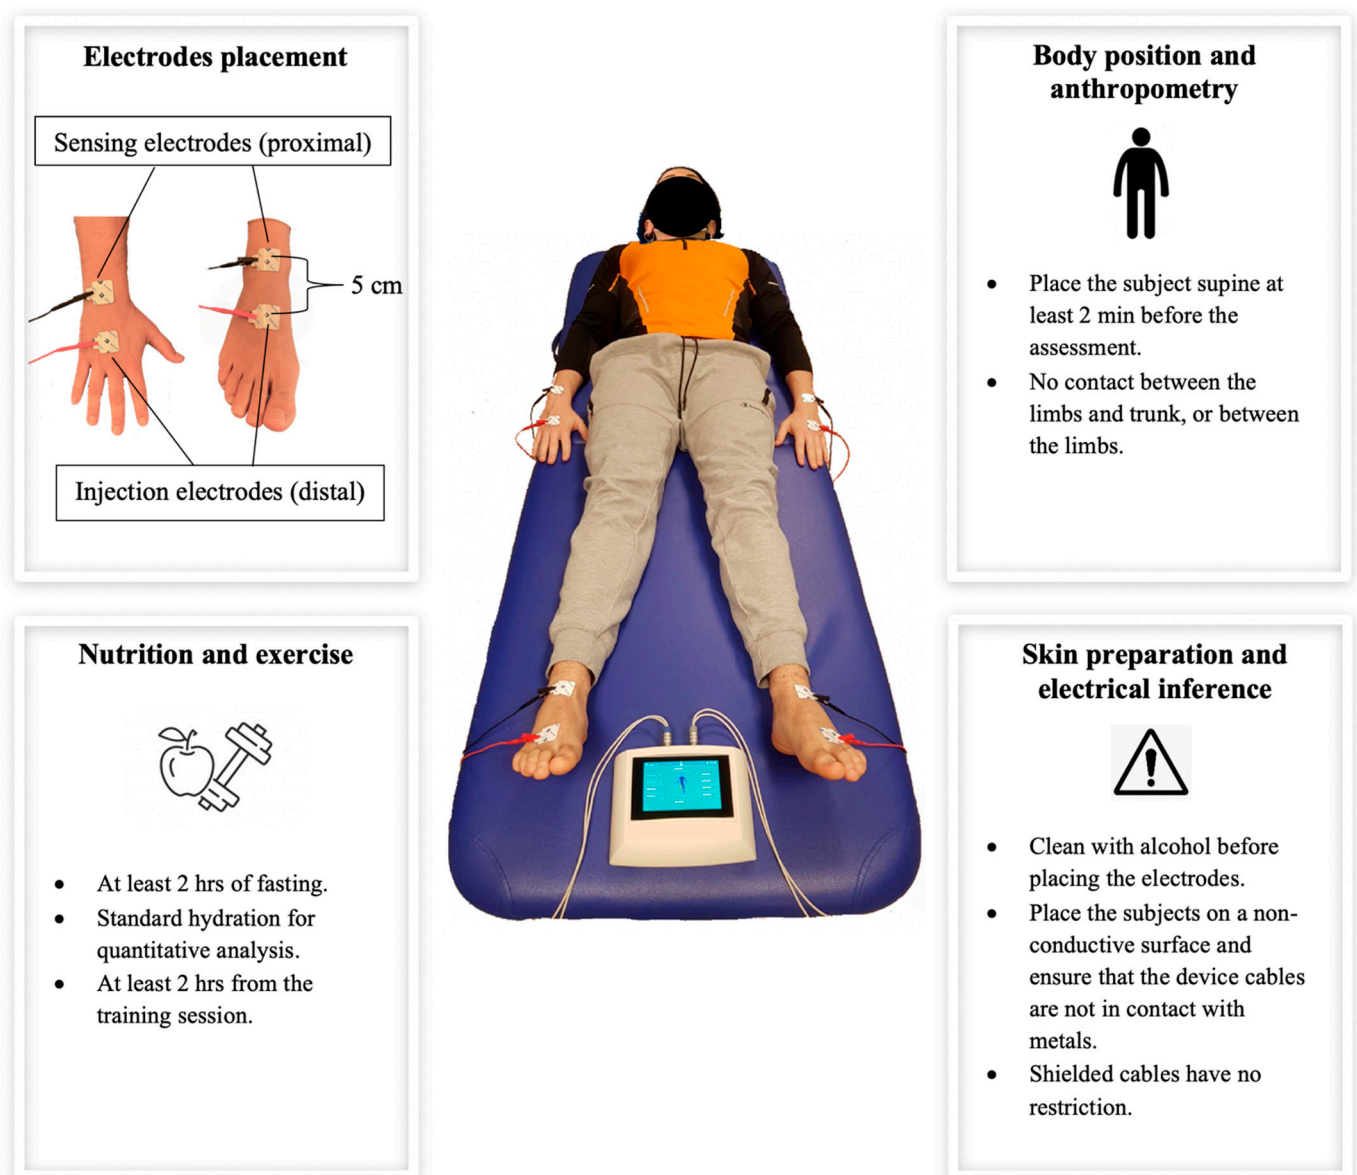 Electrodes placement
Sensing electrodes (proximal)
5 cm
Injection electrodes (distal)
Body position and
anthropometry
• Place the subject supine at
least 2 min before the
assessment.
• No contact between the
limbs and trunk, or between
the limbs.
Nutrition and exercise
• At least 2 hrs of fasting.
• Standard hydration for
quantitative analysis.
• At least 2 hrs from the
training session.
Skin preparation and
electrical inference
• Clean with alcohol before
placing the electrodes.
• Place the subjects on a non-
conductive surface and
ensure that the device cables
are not in contact with
metals.
• Shielded cables have no
restriction.